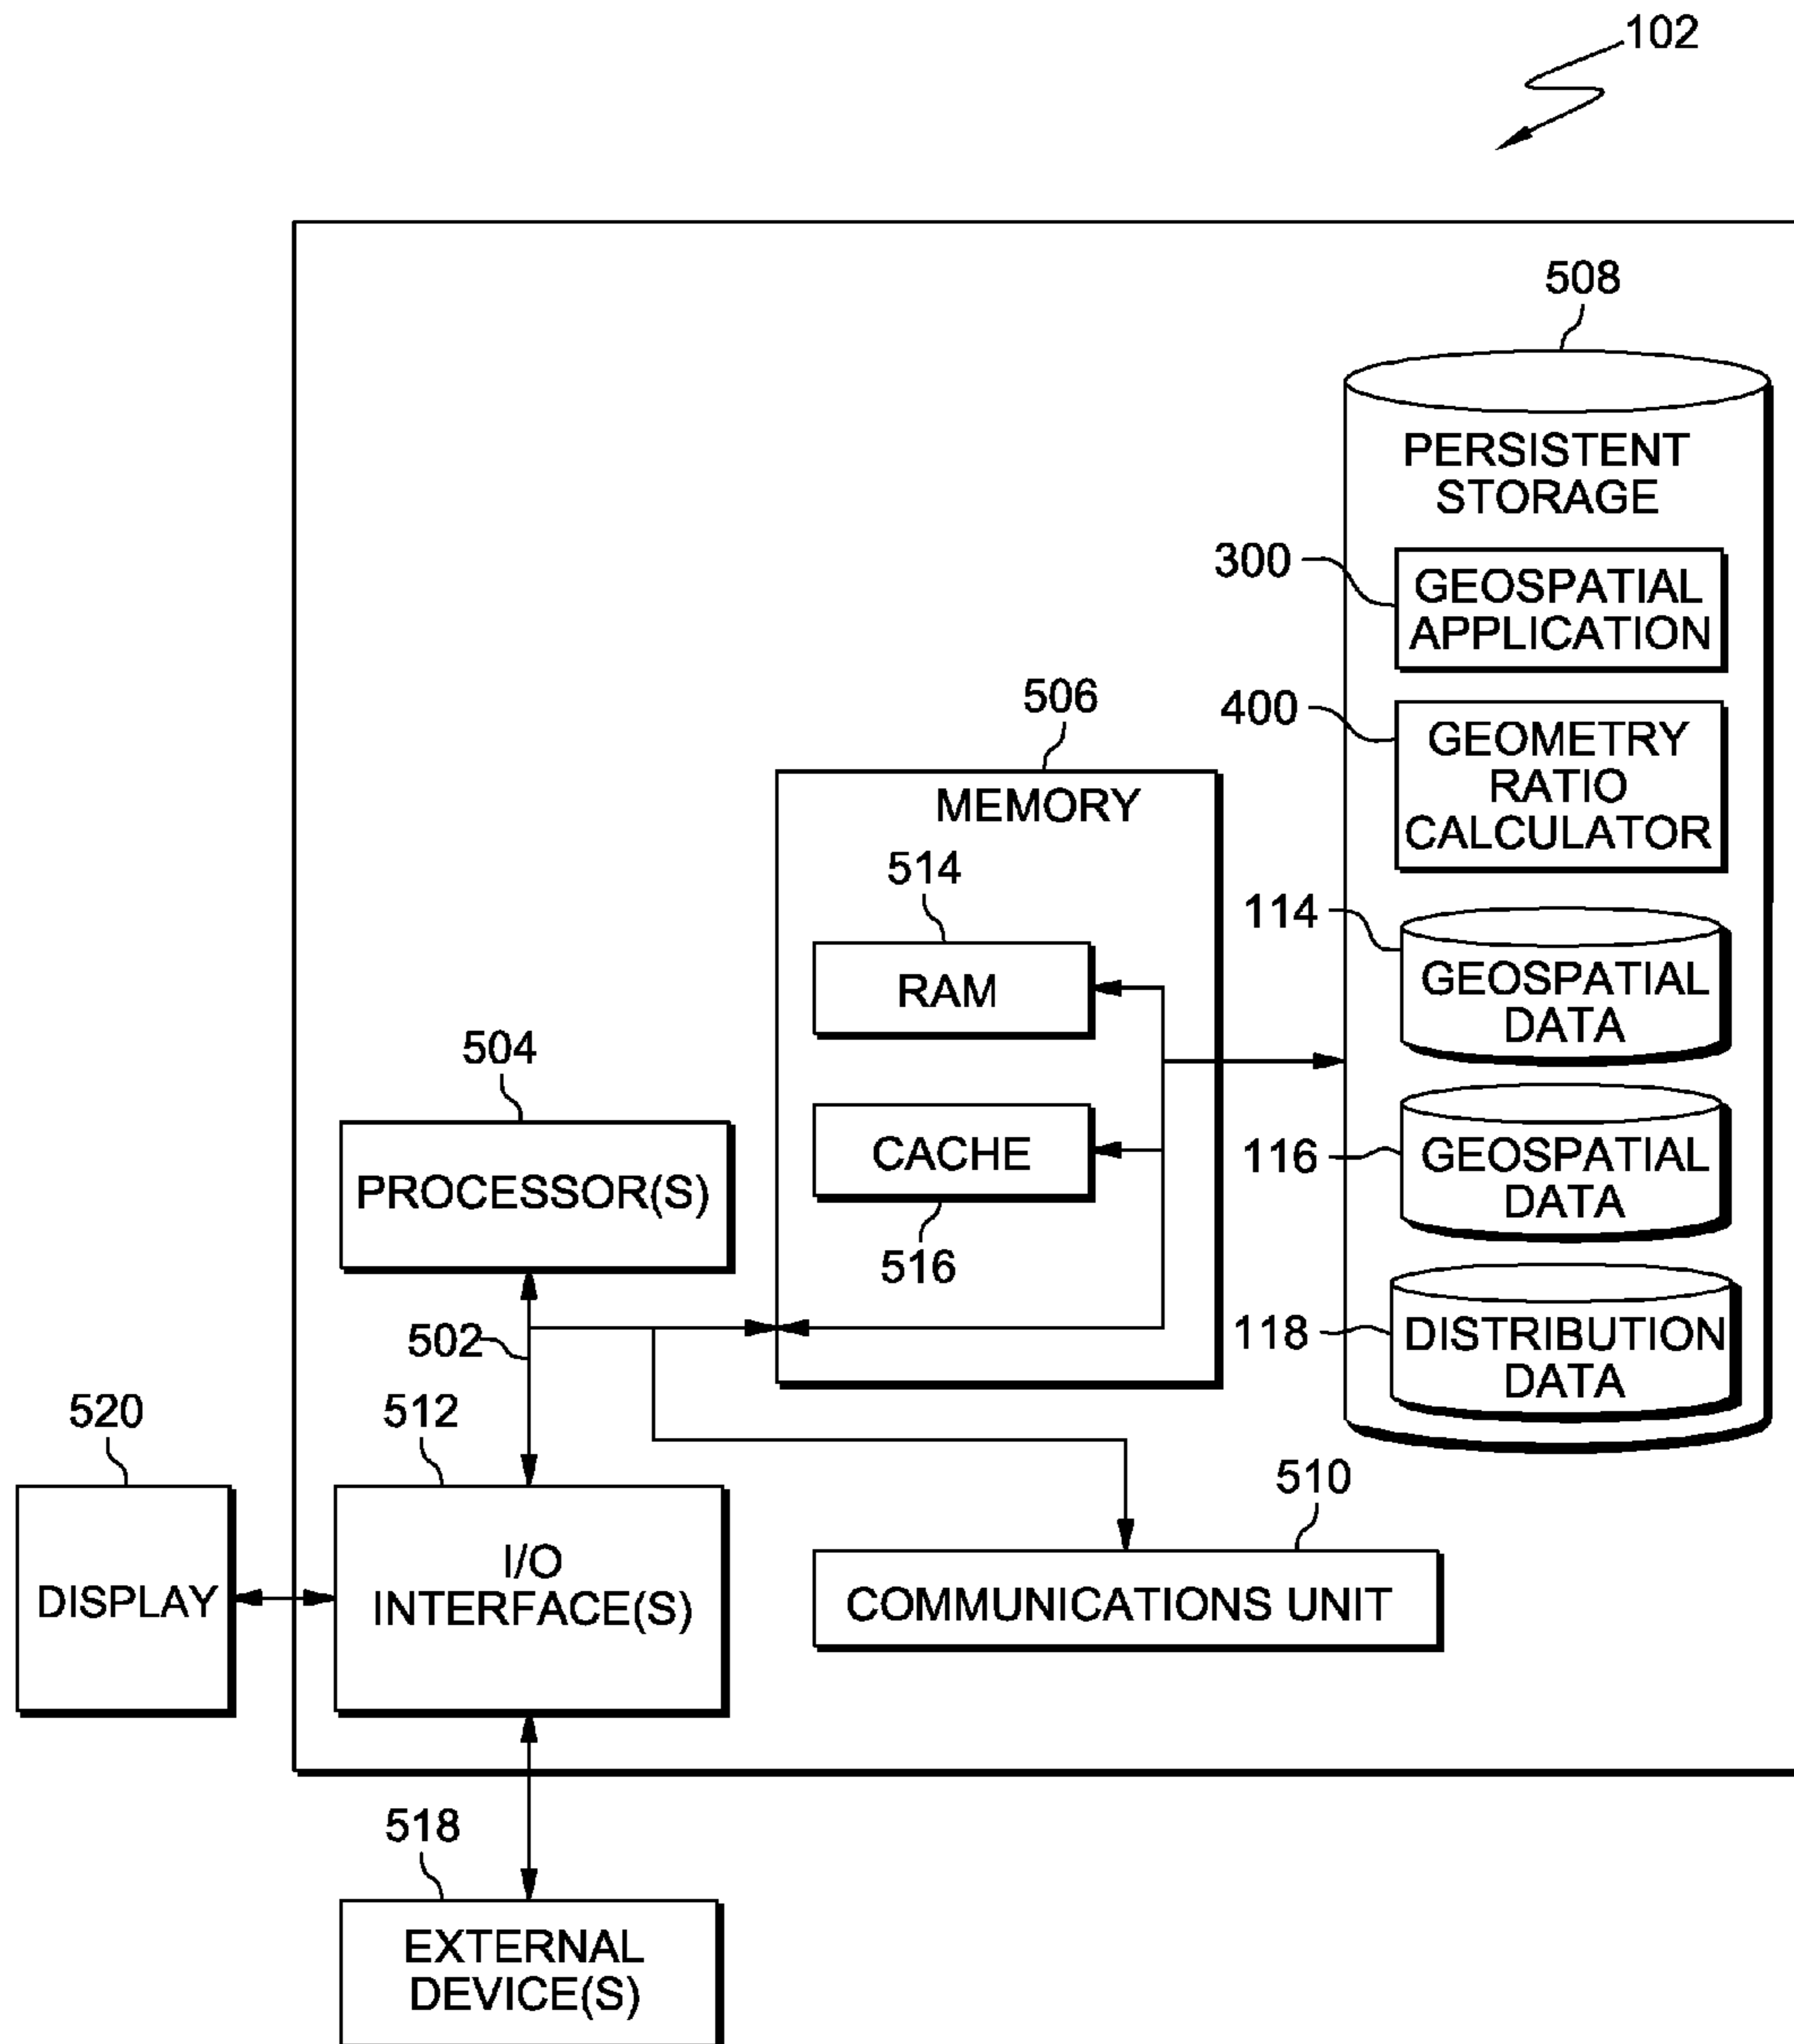 102
508
PERSISTENT
STORAGE
300
GEOSPATIAL
APPLICATION
506
400
GEOMETRY
RATIO
CALCULATOR
MEMORY
514
RAM
114
GEOSPATIAL
DATA
504
PROCESSOR(S)
CACHE
516
116
GEOSPATIAL
DATA
502
118
DISTRIBUTION
DATA
520
DISPLAY
512
I/O
INTERFACE(S)
510
COMMUNICATIONS UNIT
518
EXTERNAL
DEVICE(S)